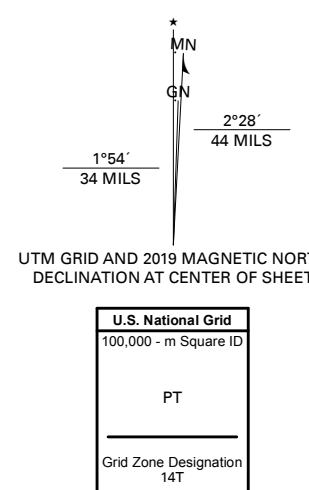 ★
MN
GN
2°28´
44 MILS
1°54´
34 MILS
UTM GRID AND 2019 MAGNETIC
DECLINATION AT CENTER OF SHEET
U.S. National Grid
100,000 - m Square ID
PT
Grid Zone Designation
14T